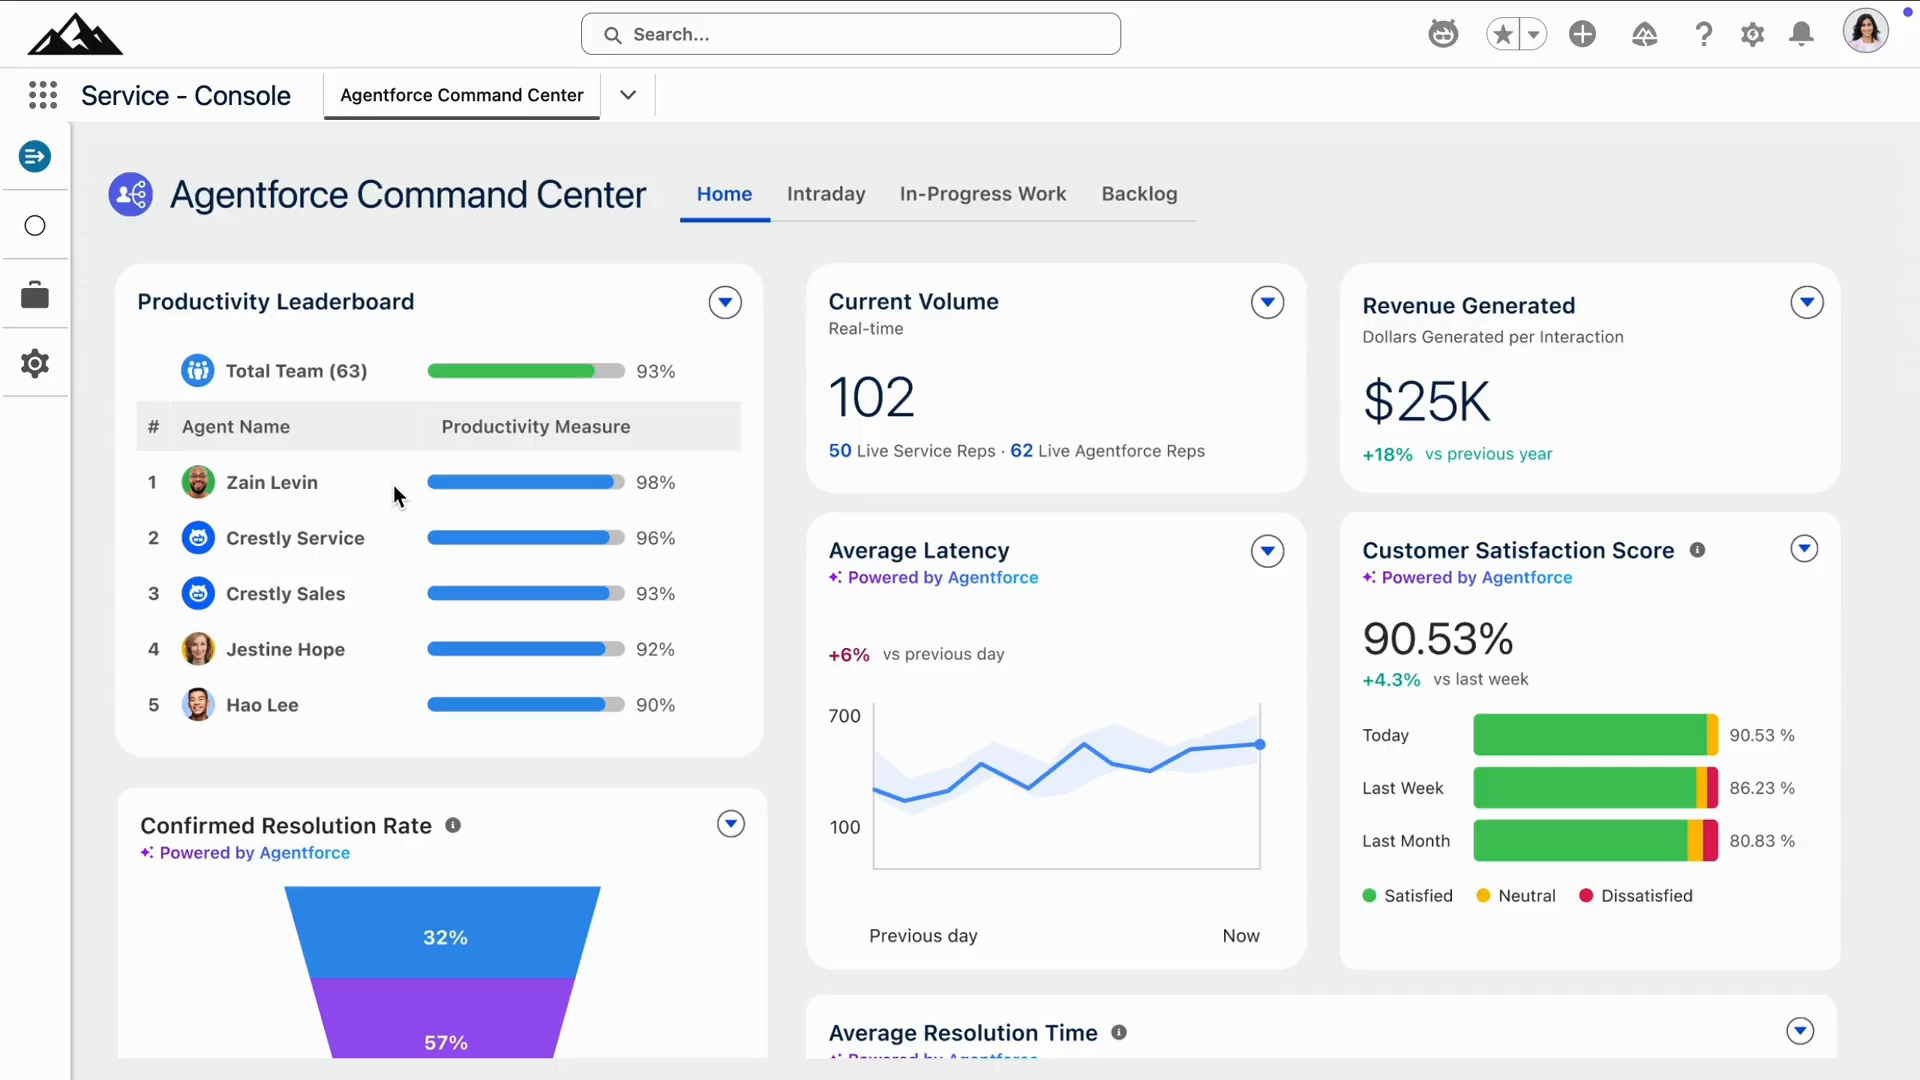 Search...
Service - Console
Agentforce Command Center
Agentforce Command Center
Home
Intraday
In-Progress Work
Backlog
Productivity Leaderboard
Total Team (63)
93%
# Agent Name Productivity Measure
1 Zain Levin 98%
2 Crestly Service 96%
3 Crestly Sales 93%
4 Jestine Hope 92%
5 Hao Lee 90%
Confirmed Resolution Rate
Powered by Agentforce
32%
57%
Current Volume
Real-time
102
50 Live Service Reps · 62 Live Agentforce Reps
Average Latency
Powered by Agentforce
+6% vs previous day
700
100
Previous day
Now
Revenue Generated
Dollars Generated per Interaction
$25K
+18% vs previous year
Customer Satisfaction Score
Powered by Agentforce
90.53%
+4.3% vs last week
Today 90.53 %
Last Week 86.23 %
Last Month 80.83 %
Satisfied
Neutral
Dissatisfied
Average Resolution Time
Powered by Agentforce